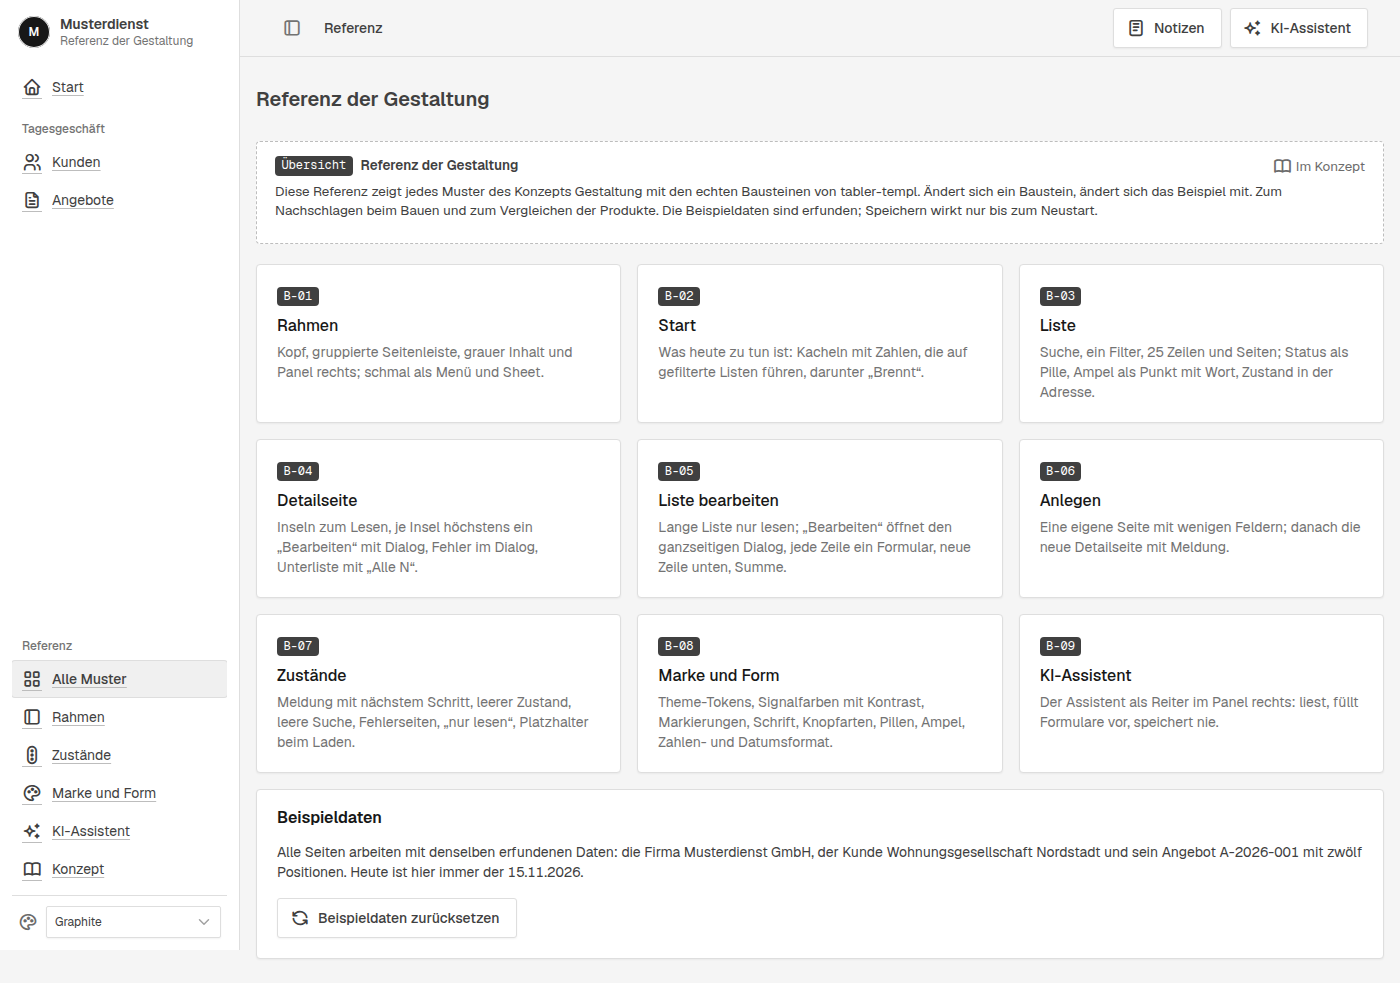 M
Musterdienst
Referenz der Gestaltung
Start
Tagesgeschäft
Kunden
Angebote
Referenz
Alle Muster
Rahmen
Zustände
Marke und Form
KI-Assistent
Konzept
Graphite
Referenz
Notizen
KI-Assistent
Referenz der Gestaltung
Übersicht Referenz der Gestaltung
Im Konzept
Diese Referenz zeigt jedes Muster des Konzepts Gestaltung mit den echten Bausteinen von tabler-templ. Ändert sich ein Baustein, ändert sich das Beispiel mit. Zum
Nachschlagen beim Bauen und zum Vergleichen der Produkte. Die Beispieldaten sind erfunden; Speichern wirkt nur bis zum Neustart.
B-01
Rahmen
Kopf, gruppierte Seitenleiste, grauer Inhalt und
Panel rechts; schmal als Menü und Sheet.
B-02
Start
Was heute zu tun ist: Kacheln mit Zahlen, die auf
gefilterte Listen führen, darunter „Brennt“.
B-03
Liste
Suche, ein Filter, 25 Zeilen und Seiten; Status als
Pille, Ampel als Punkt mit Wort, Zustand in der
Adresse.
B-04
Detailseite
Inseln zum Lesen, je Insel höchstens ein
„Bearbeiten“ mit Dialog, Fehler im Dialog,
Unterliste mit „Alle N“.
B-05
Liste bearbeiten
Lange Liste nur lesen; „Bearbeiten“ öffnet den
ganzseitigen Dialog, jede Zeile ein Formular, neue
Zeile unten, Summe.
B-06
Anlegen
Eine eigene Seite mit wenigen Feldern; danach die
neue Detailseite mit Meldung.
B-07
Zustände
Meldung mit nächstem Schritt, leerer Zustand,
leere Suche, Fehlerseiten, „nur lesen“, Platzhalter
beim Laden.
B-08
Marke und Form
Theme-Tokens, Signalfarben mit Kontrast,
Markierungen, Schrift, Knopfarten, Pillen, Ampel,
Zahlen- und Datumsformat.
B-09
KI-Assistent
Der Assistent als Reiter im Panel rechts: liest, füllt
Formulare vor, speichert nie.
Beispieldaten
Alle Seiten arbeiten mit denselben erfundenen Daten: die Firma Musterdienst GmbH, der Kunde Wohnungsgesellschaft Nordstadt und sein Angebot A-2026-001 mit zwölf
Positionen. Heute ist hier immer der 15.11.2026.
Beispieldaten zurücksetzen